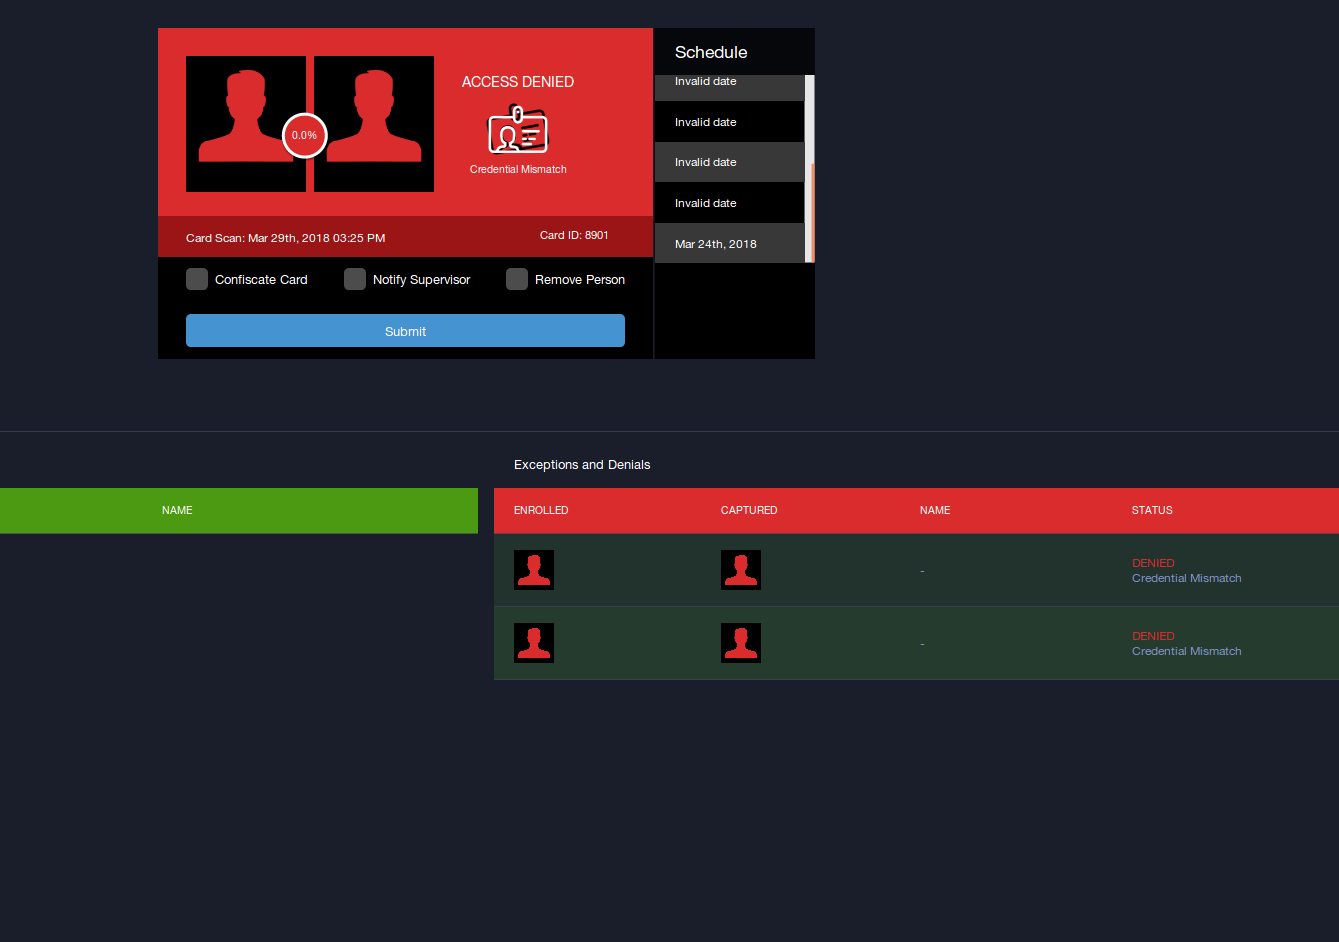 ACCESS DENIED
0.0%
Credential Mismatch
Card Scan: Mar 29th, 2018 03:25 PM
Card ID: 8901
Confiscate Card
Notify Supervisor
Remove Person
Submit
Schedule
Invalid date
Invalid date
Invalid date
Invalid date
Mar 24th, 2018
NAME
Exceptions and Denials
ENROLLED CAPTURED NAME STATUS
-
DENIED
Credential Mismatch
-
DENIED
Credential Mismatch